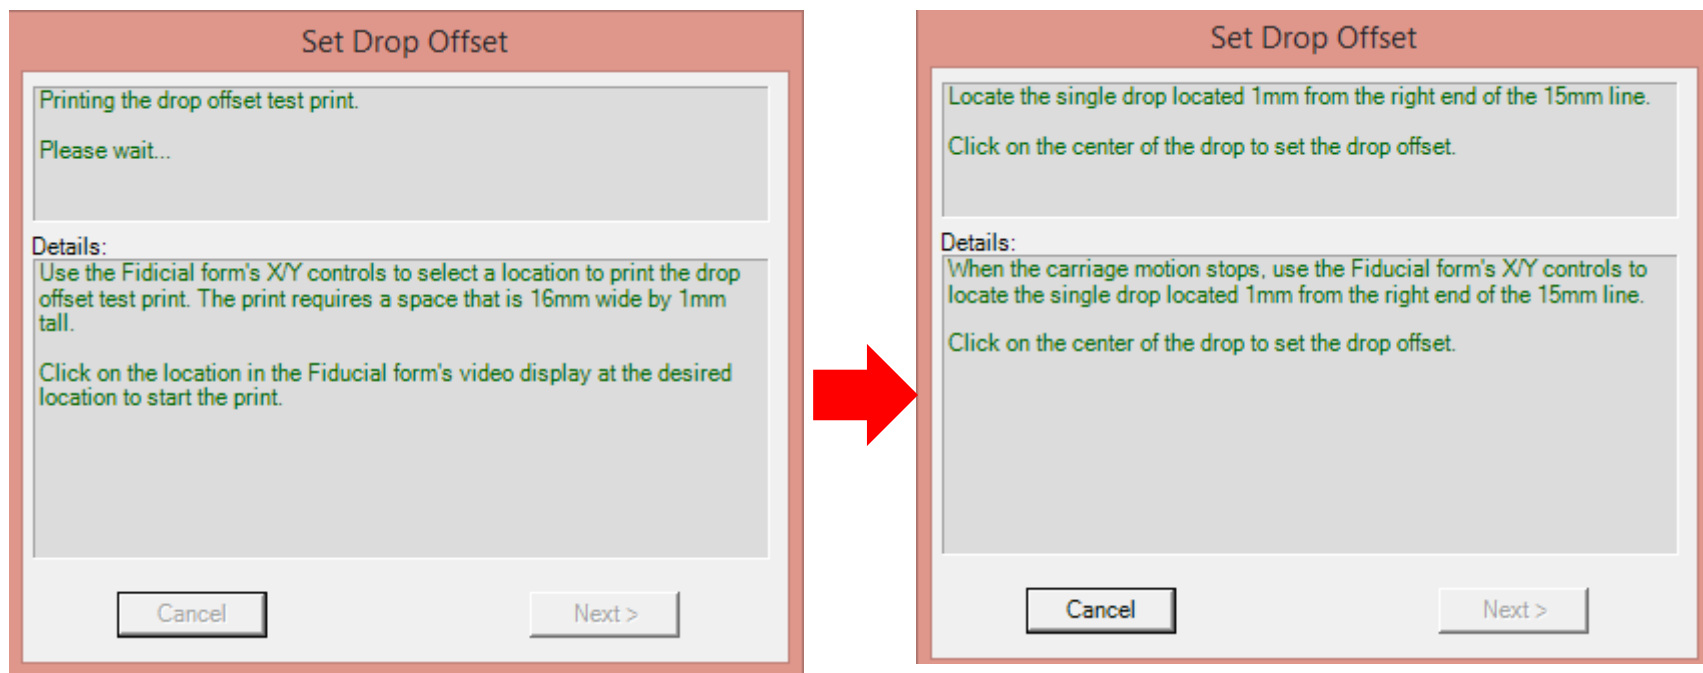 Set Drop Offset
Printing the drop offset test print.
Please wait...
Details:
Use the Fidicial form's X/Y controls to select a location to print the drop
offset test print. The print requires a space that is 16mm wide by 1mm
tall.
Click on the location in the Fiducial form's video display at the desired
location to start the print.
Cancel
Next >
Set Drop Offset
Locate the single drop located 1mm from the right end of the 15mm line.
Click on the center of the drop to set the drop offset.
Details:
When the carriage motion stops, use the Fiducial form's X/Y controls to
locate the single drop located 1mm from the right end of the 15mm line.
Click on the center of the drop to set the drop offset.
Cancel
Next >